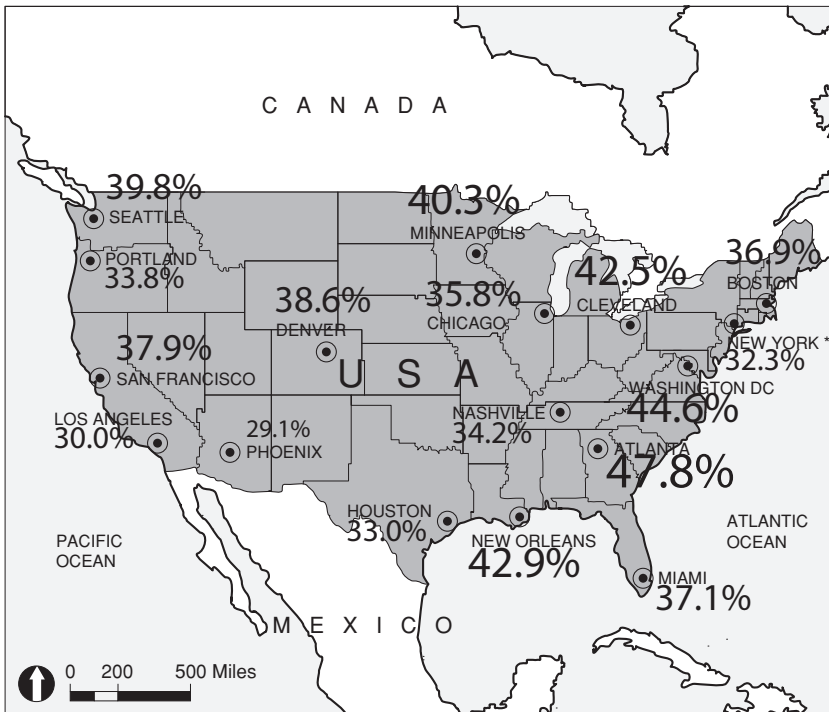 CANADA
39.8%
SEATTLE
40.3%
MINNEAPOLIS
PORTLAND
33.8%
36.9%
BOSTON
42.5%
CLEVELAND
38.6%
DENVER
35.8%
CHICAGO
NEW YORK *
32.3%
37.9%
SAN FRANCISCO
USA
WASHINGTON DC
44.6%
LOS ANGELES
30.0%
29.1%
PHOENIX
NASHVILLE
34.2%
ATLANTA
47.8%
HOUSTON
33.0%
NEW ORLEANS
42.9%
PACIFIC
OCEAN
ATLANTIC
OCEAN
MIAMI
37.1%
MEXICO
0 200 500 Miles